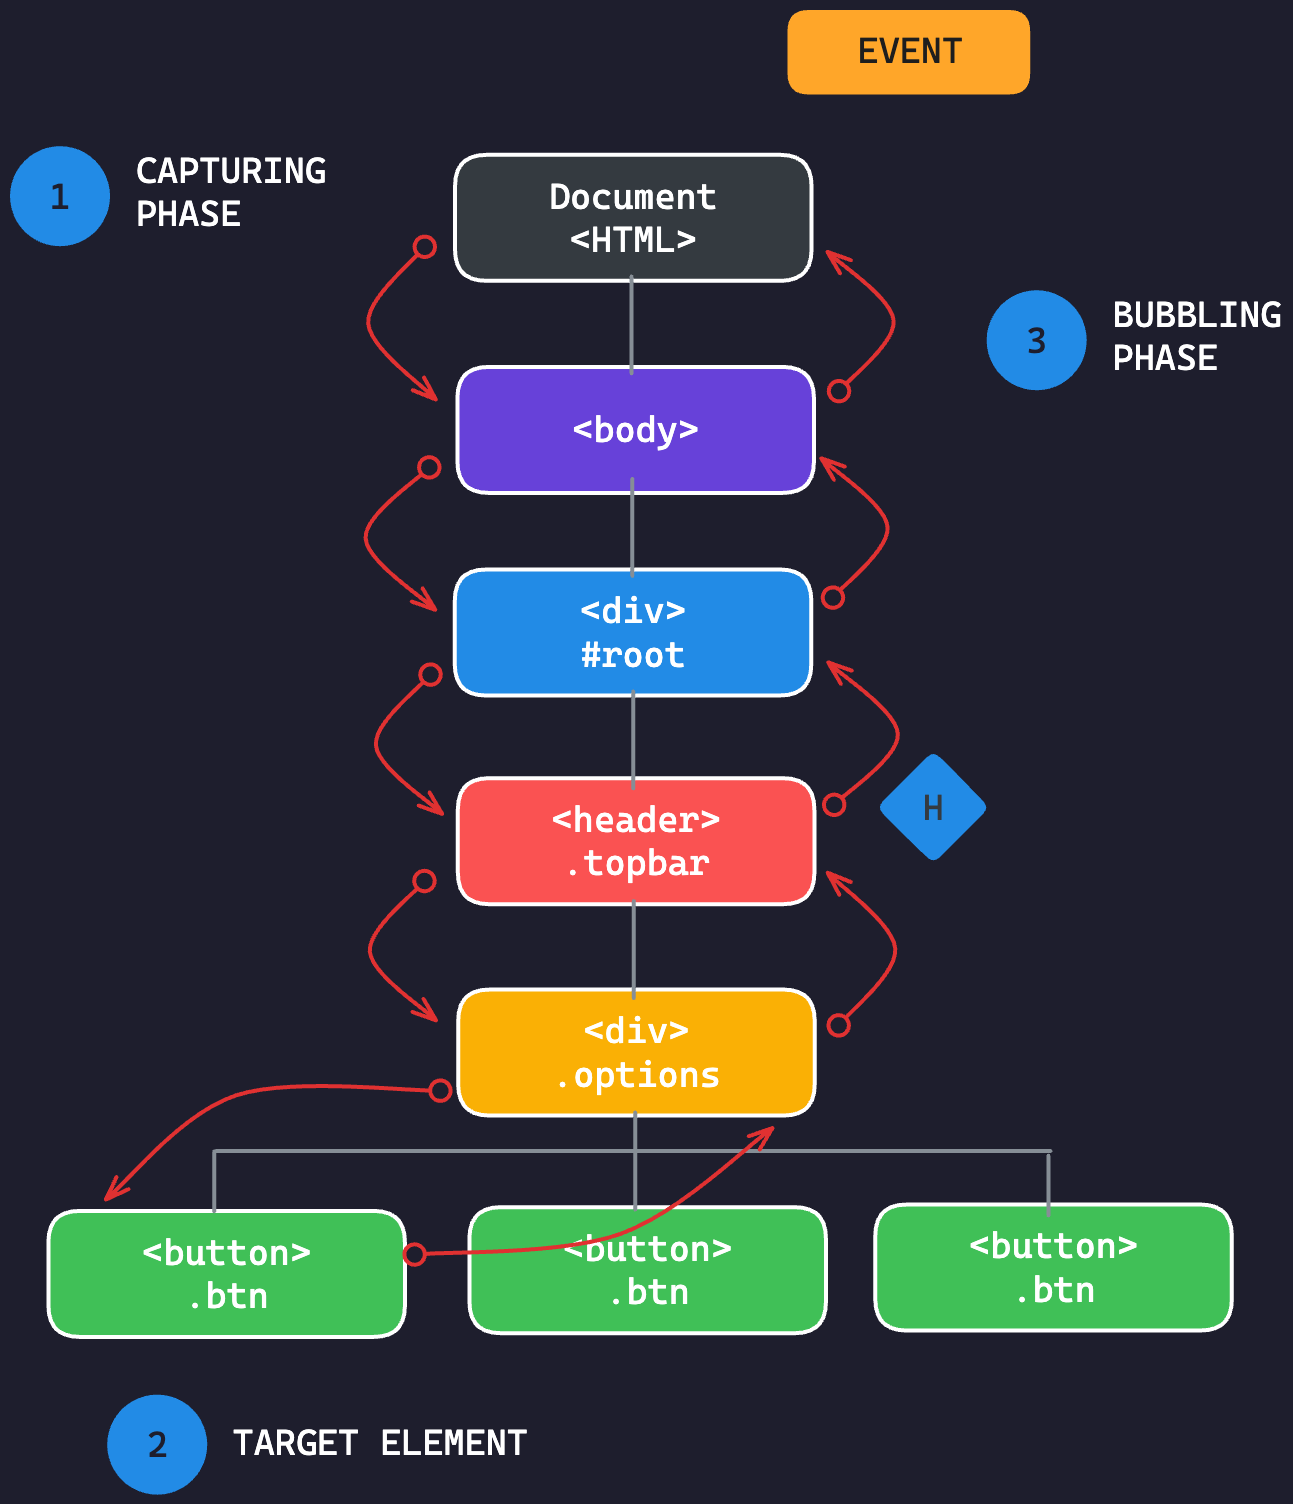 EVENT
1
CAPTURING
PHASE
Document
<HTML>
3
BUBBLING
PHASE
<body>
<div>
#root
H
<header>
.topbar
<div>
.options
<button>
.btn
<button>
.btn
<button>
.btn
2
TARGET ELEMENT